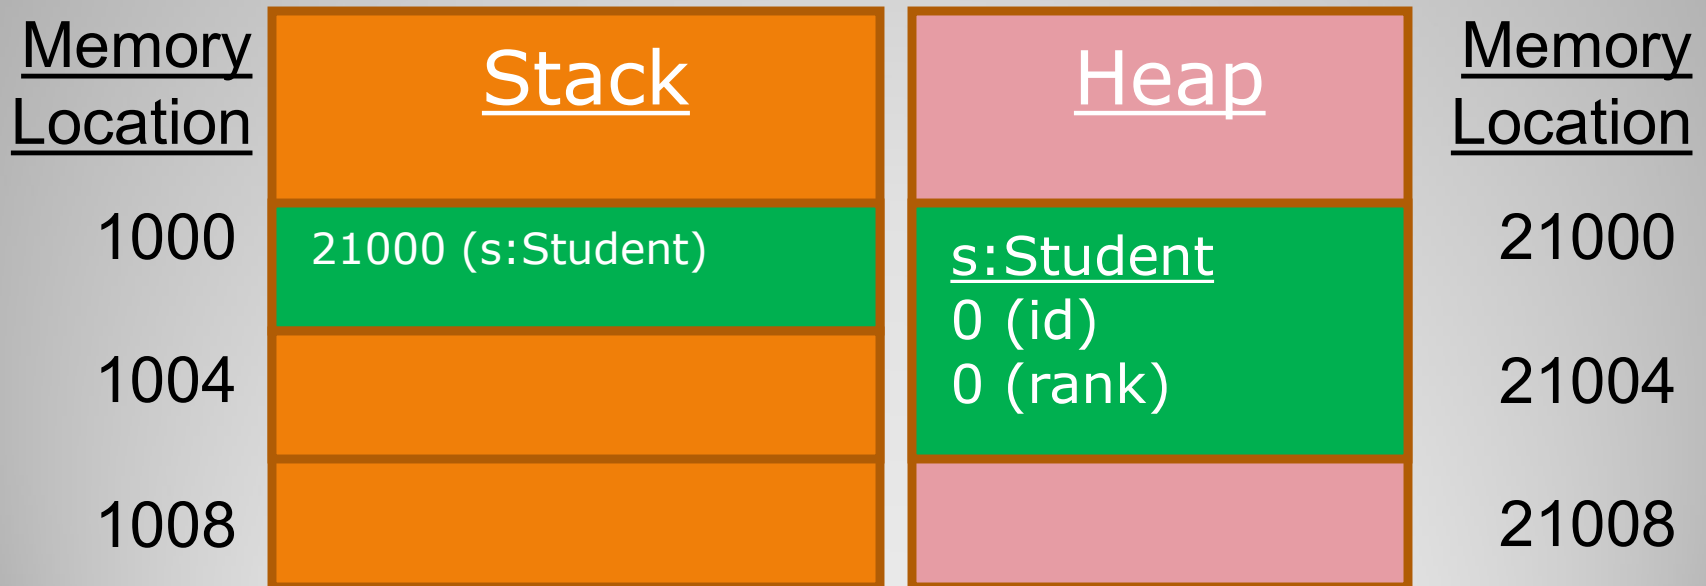 Memory
Location
1000
1004
1008
Stack
21000 (s:Student)
Heap
s:Student
0 (id)
0 (rank)
Memory
Location
21000
21004
21008